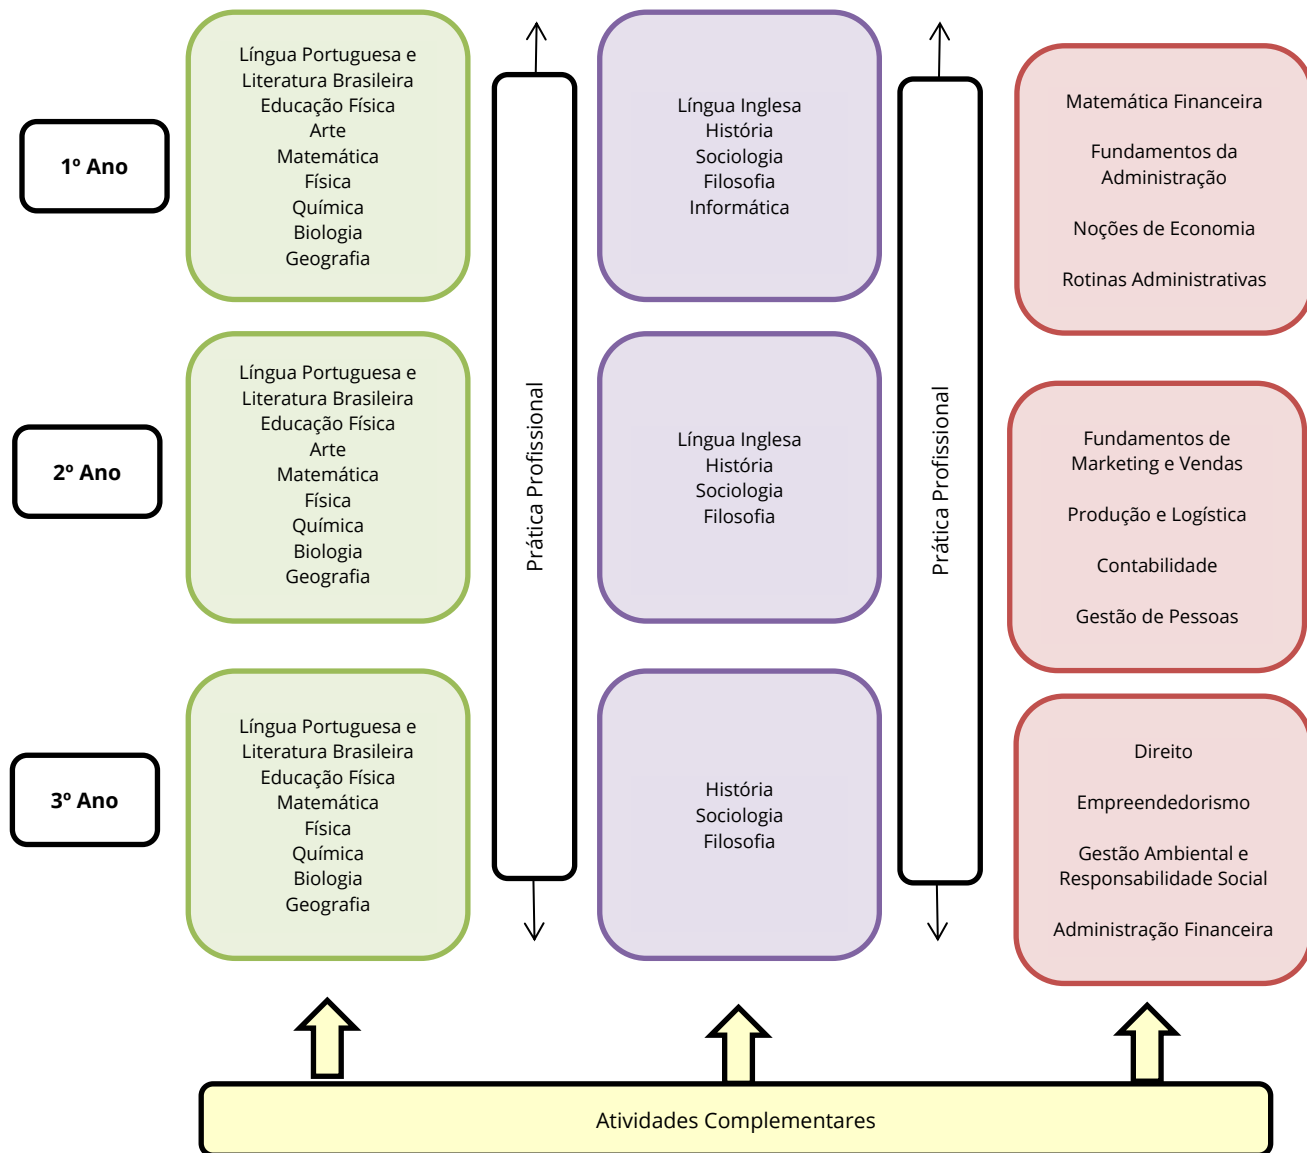 1º Ano
Língua Portuguesa e
Literatura Brasileira
Educação Física
Arte
Matemática
Física
Química
Biologia
Geografia
Prática Profissional
Língua Inglesa
História
Sociologia
Filosofia
Informática
Prática Profissional
Matemática Financeira
Fundamentos da
Administração
Noções de Economia
Rotinas Administrativas
2º Ano
Língua Portuguesa e
Literatura Brasileira
Educação Física
Arte
Matemática
Física
Química
Biologia
Geografia
Língua Inglesa
História
Sociologia
Filosofia
Fundamentos de
Marketing e Vendas
Produção e Logística
Contabilidade
Gestão de Pessoas
3º Ano
Língua Portuguesa e
Literatura Brasileira
Educação Física
Matemática
Física
Química
Biologia
Geografia
História
Sociologia
Filosofia
Direito
Empreendedorismo
Gestão Ambiental e
Responsabilidade Social
Administração Financeira
Atividades Complementares